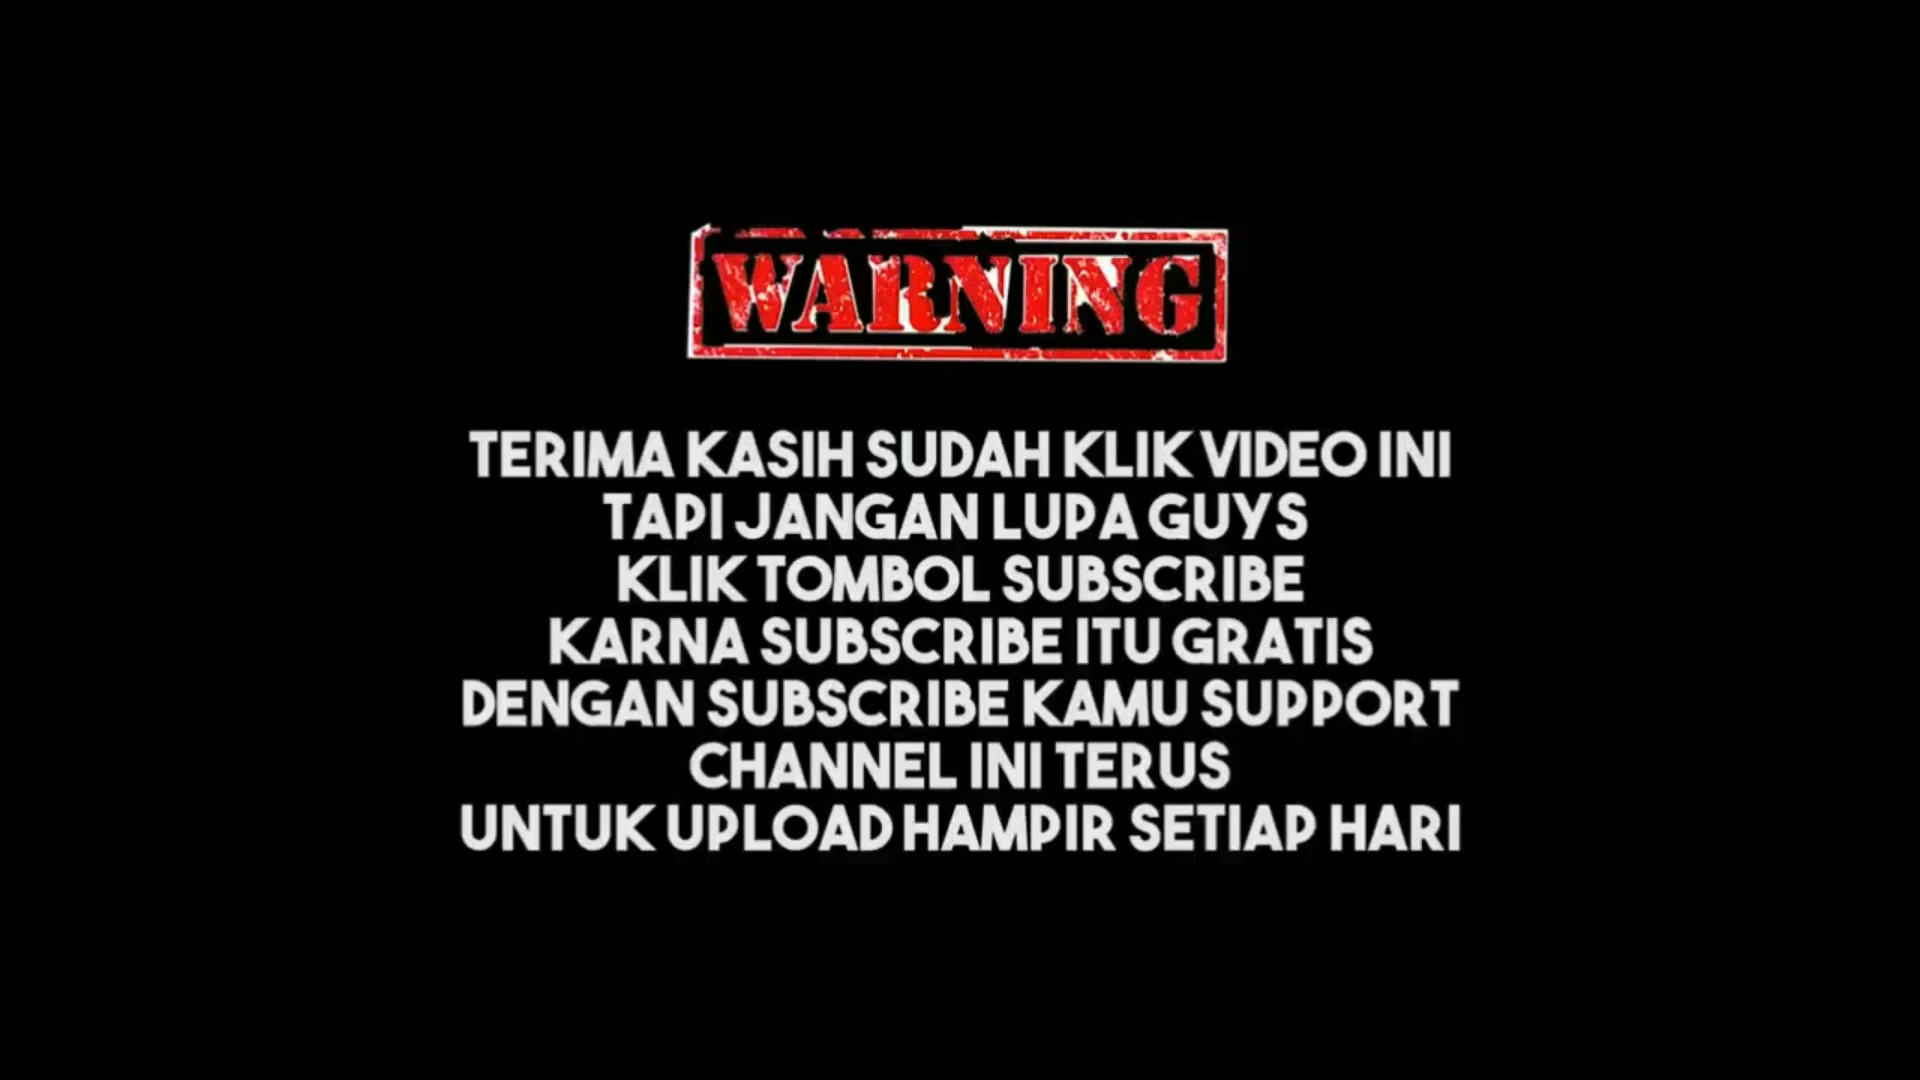 WARNING
TERIMA KASIH SUDAH KLIK VIDEO INI
TAPI JANGAN LUPA GUYS
KLIK TOMBOL SUBSCRIBE
KARNA SUBSCRIBE ITU GRATIS
DENGAN SUBSCRIBE KAMU SUPPORT
CHANNEL INI TERUS
UNTUK UPLOAD HAMPIR SETIAP HARI